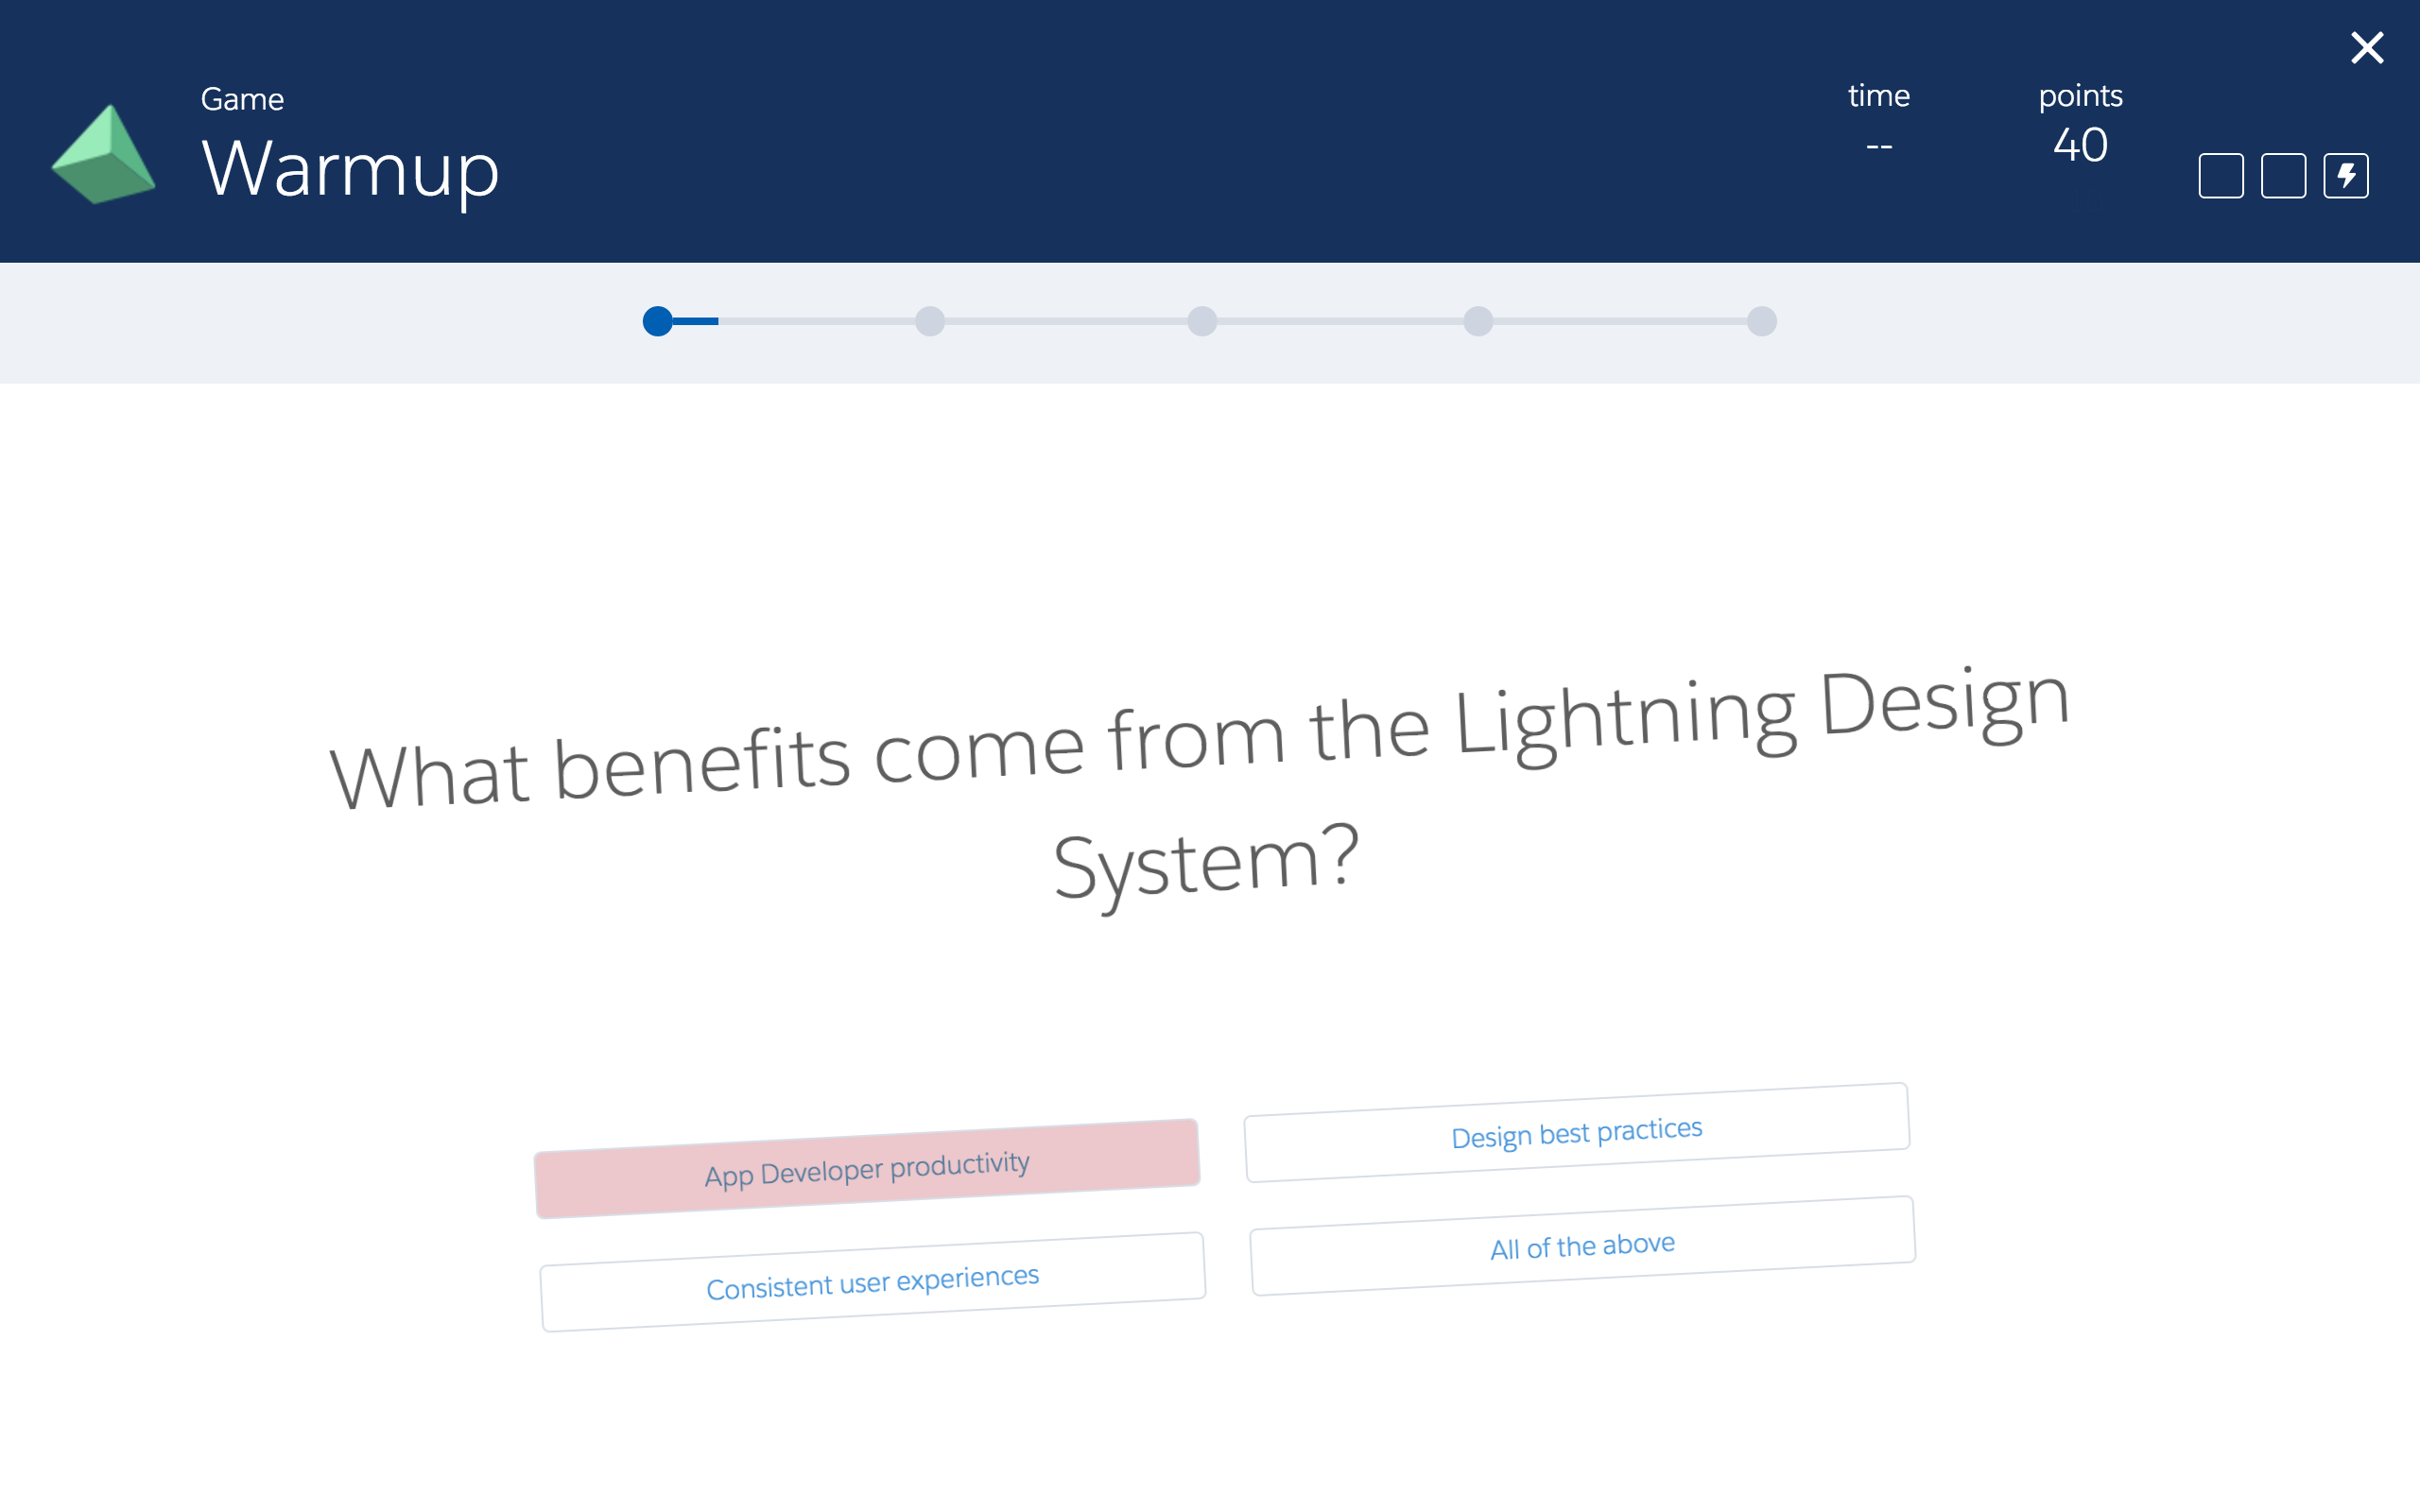 Game
Warmup
time
--
points
40
What benefits come from the Lightning Design
System?
App Developer productivity
Design best practices
Consistent user experiences
All of the above